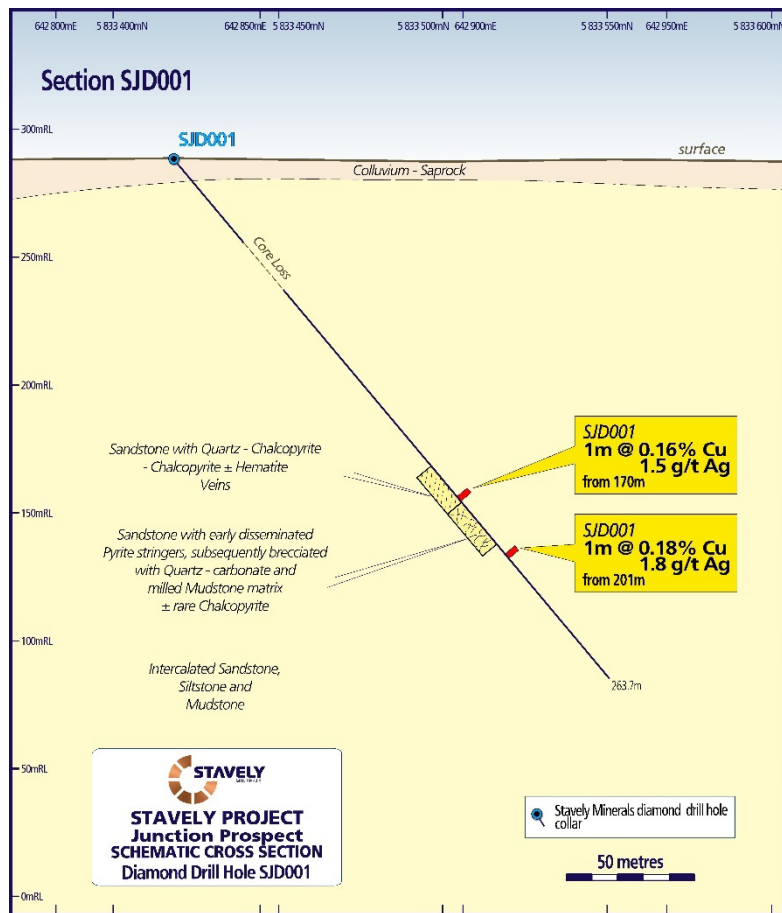 642 800mE 5 833 400mN 642 850mE 5 833 450mN 5 833 500mN 642 900mE 5 833 550mN 642 950mE 5 833 600mN
Section SJD001
300mRL
SJD001
surface
Colluvium - Saprock
250mRL
Core Loss
200mRL
Sandstone with Quartz - Chalcopyrite
- Chalcopyrite ± Hematite
Veins
SJD001
1m @ 0.16% Cu
1.5 g/t Ag
from 170m
150mRL
Sandstone with early disseminated
Pyrite stringers, subsequently brecciated
with Quartz - carbonate and
milled Mudstone matrix
± rare Chalcopyrite
SJD001
1m @ 0.18% Cu
1.8 g/t Ag
from 201m
100mRL
Intercalated Sandstone,
Siltstone and
Mudstone
263.7m
50mRL
STAVELY
STAVELY PROJECT
Junction Prospect
SCHEMATIC CROSS SECTION
Diamond Drill Hole SJD001
Stavely Minerals diamond drill hole
collar
50 metres
0mRL